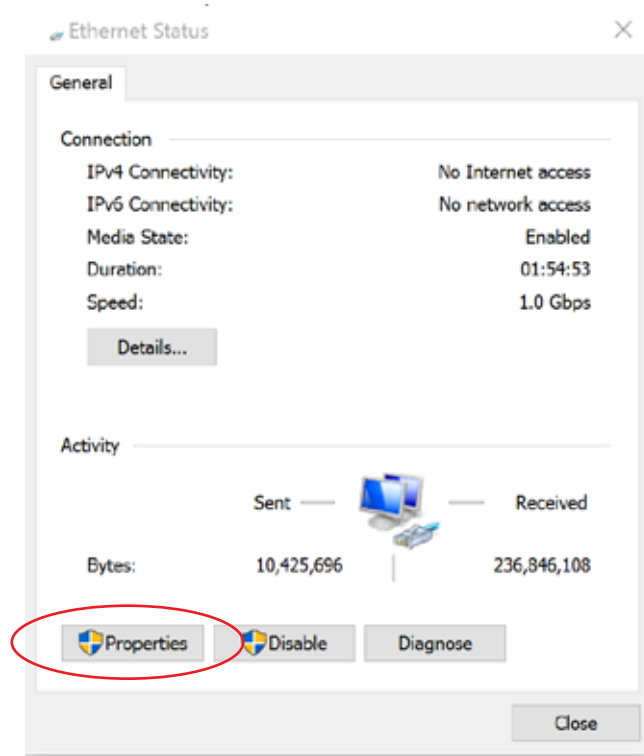 Ethernet Status
General
Connection
IPv4 Connectivity: No Internet access
IPv6 Connectivity: No network access
Media State: Enabled
Duration: 01:54:53
Speed: 1.0 Gbps
Details...
Activity
Sent Received
Bytes: 10,425,696 236,846,108
Properties Disable Diagnose
Close